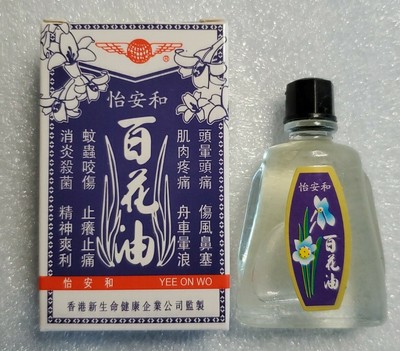 ®
怡安和
百花油
頭暈頭痛 傷風鼻塞
肌肉疼痛 舟車暈浪
蚊蟲咬傷 止癢止痛
消炎殺菌 精神爽利
怡安和 YEE ON WO
香港新生命健康企業公司監製
怡安和
百花油